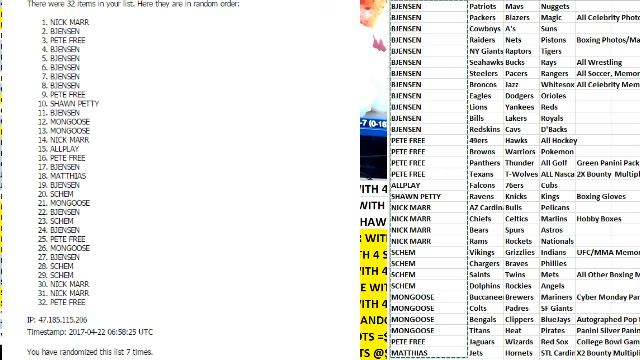 There were 32 items in your list. Here they are in random order:
1. NICK MARR
2. BJENSEN
3. PETE FREE
4. BJENSEN
5. BJENSEN
6. BJENSEN
7. BJENSEN
8. BJENSEN
9. PETE FREE
10. SHAWN PETTY
11. BJENSEN
12. MONGOOSE
13. MONGOOSE
14. NICK MARR
15. ALLPLAY
16. PETE FREE
17. BJENSEN
18. MATTHIAS
19. BJENSEN
20. SCHEM
21. MONGOOSE
22. BJENSEN
23. SCHEM
24. BJENSEN
25. PETE FREE
26. MONGOOSE
27. BJENSEN
28. SCHEM
29. SCHEM
30. NICK MARR
31. NICK MARR
32. PETE FREE
IP: 47.185.115.206
Timestamp: 2017-04-22 06:58:25 UTC
You have randomized this list 7 times.
BJENSEN Patriots Mavs Nuggets
BJENSEN Packers Blazers Magic All Celebrity Photo
BJENSEN Cowboys A's Suns
BJENSEN Raiders Nets Pistons Boxing Photos/Ma
BJENSEN NY Giants Raptors Tigers
BJENSEN Seahawks Bucks Rays All Wrestling
BJENSEN Steelers Pacers Rangers All Soccer, Memor
BJENSEN Broncos Jazz Whitesox All Celebrity Mem
BJENSEN Eagles Dodgers Orioles
BJENSEN Lions Yankees Reds
BJENSEN Bills Lakers Royals
BJENSEN Redskins Cavs D'Backs
PETE FREE 49ers Hawks All Hockey
PETE FREE Browns Warriors Pokemon
PETE FREE Panthers Thunder All Golf Green Panini Pack
PETE FREE Texans T-Wolves ALL Nasca 2X Bounty Multipl
ALLPLAY Falcons 76ers Cubs
SHAWN PETTY Ravens Knicks Kings Boxing Gloves
NICK MARR AZ Cardin Bulls Pelicans
NICK MARR Chiefs Celtics Marlins Hobby Boxes
NICK MARR Bears Spurs Astros
NICK MARR Rams Rockets Nationals
SCHEM Vikings Grizzlies Indians UFC/MMA Memor
SCHEM Chargers Braves Phillies
SCHEM Saints Twins Mets All Other Boxing M
SCHEM Dolphins Rockies Angels
MONGOOSE Buccanee Brewers Mariners Cyber Monday Pa
MONGOOSE Colts Padres SF Giants
MONGOOSE Bengals Clippers BlueJays Autographed Pop
MONGOOSE Titans Heat Pirates Panini Silver Panin
PETE FREE Jaguars Wizards Red Sox College Bowl Gam
MATTHIAS Jets Hornets STL Cardin X2 Bounty Multip